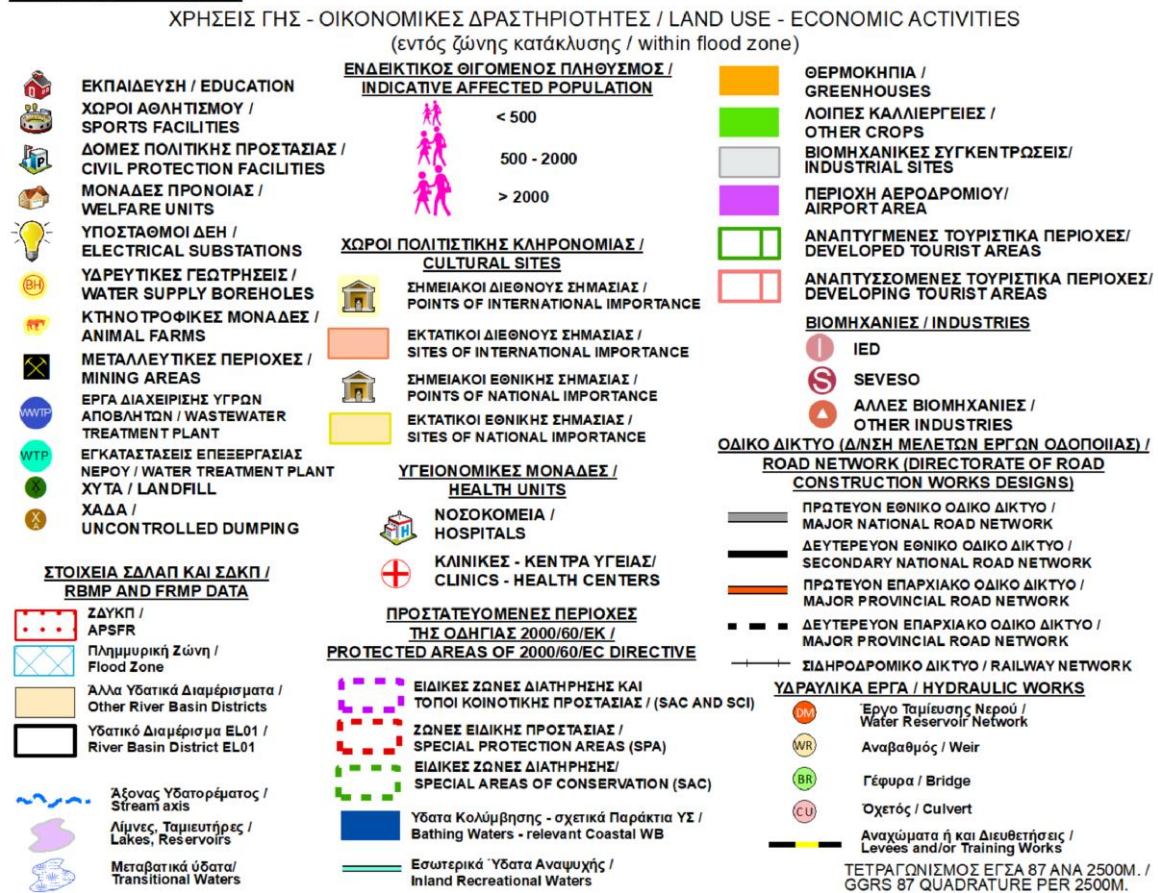 ΧΡΗΣΕΙΣ ΓΗΣ - ΟΙΚΟΝΟΜΙΚΕΣ ΔΡΑΣΤΗΡΙΟΤΗΤΕΣ / LAND USE - ECONOMIC ACTIVITIES
(εντός ζώνης κατάκλυσης / within flood zone)
ΕΚΠΑΙΔΕΥΣΗ / EDUCATION
ΧΩΡΟΙ ΑΘΛΗΤΙΣΜΟΥ /
SPORTS FACILITIES
P
ΔΟΜΕΣ ΠΟΛΙΤΙΚΗΣ ΠΡΟΣΤΑΣΙΑΣ /
CIVIL PROTECTION FACILITIES
ΜΟΝΑΔΕΣ ΠΡΟΝΟΙΑΣ /
WELFARE UNITS
ΥΠΟΣΤΑΘΜΟΙ ΔΕΗ /
ELECTRICAL SUBSTATIONS
BH
ΥΔΡΕΥΤΙΚΕΣ ΓΕΩΤΡΗΣΕΙΣ /
WATER SUPPLY BOREHOLES
ΚΤΗΝΟΤΡΟΦΙΚΕΣ ΜΟΝΑΔΕΣ /
ANIMAL FARMS
ΜΕΤΑΛΛΕΥΤΙΚΕΣ ΠΕΡΙΟΧΕΣ /
MINING AREAS
WWTP
ΕΡΓΑ ΔΙΑΧΕΙΡΙΣΗΣ ΥΓΡΩΝ
ΑΠΟΒΛΗΤΩΝ / WASTEWATER
TREATMENT PLANT
WTP
ΕΓΚΑΤΑΣΤΑΣΕΙΣ ΕΠΕΞΕΡΓΑΣΙΑΣ
ΝΕΡΟΥ / WATER TREATMENT PLANT
ΧΥΤΑ / LANDFILL
ΧΑΔΑ /
UNCONTROLLED DUMPING
ΣΤΟΙΧΕΙΑ ΣΔΛΑΠ ΚΑΙ ΣΔΚΠ /
RBMP AND FRMP DATA
ΖΔΥΚΠ /
APSFR
Πλημμυρική Ζώνη /
Flood Zone
Άλλα Υδατικά Διαμέρισματα /
Other River Basin Districts
Υδατικό Διαμέρισμα EL01 /
River Basin District EL01
Άξονας Υδατορέματος /
Stream axis
Λίμνες, Ταμιευτήρες /
Lakes, Reservoirs
Μεταβατικά ύδατα/
Transitional Waters
ΕΝΔΕΙΚΤΙΚΟΣ ΘΙΓΟΜΕΝΟΣ ΠΛΗΘΥΣΜΟΣ /
INDICATIVE AFFECTED POPULATION
< 500
500 - 2000
> 2000
ΧΩΡΟΙ ΠΟΛΙΤΙΣΤΙΚΗΣ ΚΛΗΡΟΝΟΜΙΑΣ /
CULTURAL SITES
ΣΗΜΕΙΑΚΟΙ ΔΙΕΘΝΟΥΣ ΣΗΜΑΣΙΑΣ /
POINTS OF INTERNATIONAL IMPORTANCE
ΕΚΤΑΤΙΚΟΙ ΔΙΕΘΝΟΥΣ ΣΗΜΑΣΙΑΣ /
SITES OF INTERNATIONAL IMPORTANCE
ΣΗΜΕΙΑΚΟΙ ΕΘΝΙΚΗΣ ΣΗΜΑΣΙΑΣ /
POINTS OF NATIONAL IMPORTANCE
ΕΚΤΑΤΙΚΟΙ ΕΘΝΙΚΗΣ ΣΗΜΑΣΙΑΣ /
SITES OF NATIONAL IMPORTANCE
ΥΓΕΙΟΝΟΜΙΚΕΣ ΜΟΝΑΔΕΣ /
HEALTH UNITS
H
ΝΟΣΟΚΟΜΕΙΑ /
HOSPITALS
ΚΛΙΝΙΚΕΣ - ΚΕΝΤΡΑ ΥΓΕΙΑΣ/
CLINICS - HEALTH CENTERS
ΠΡΟΣΤΑΤΕΥΟΜΕΝΕΣ ΠΕΡΙΟΧΕΣ
ΤΗΣ ΟΔΗΓΙΑΣ 2000/60/ΕΚ /
PROTECTED AREAS OF 2000/60/EC DIRECTIVE
ΕΙΔΙΚΕΣ ΖΩΝΕΣ ΔΙΑΤΗΡΗΣΗΣ ΚΑΙ
ΤΟΠΟΙ ΚΟΙΝΟΤΙΚΗΣ ΠΡΟΣΤΑΣΙΑΣ / (SAC AND SCI)
ΖΩΝΕΣ ΕΙΔΙΚΗΣ ΠΡΟΣΤΑΣΙΑΣ /
SPECIAL PROTECTION AREAS (SPA)
ΕΙΔΙΚΕΣ ΖΩΝΕΣ ΔΙΑΤΗΡΗΣΗΣ/
SPECIAL AREAS OF CONSERVATION (SAC)
Υδατα Κολύμβησης - σχετικά Παράκτια ΥΣ /
Bathing Waters - relevant Coastal WB
Εσωτερικά Ύδατα Αναψυχής /
Inland Recreational Waters
ΘΕΡΜΟΚΗΠΙΑ /
GREENHOUSES
ΛΟΙΠΕΣ ΚΑΛΛΙΕΡΓΕΙΕΣ /
OTHER CROPS
ΒΙΟΜΗΧΑΝΙΚΕΣ ΣΥΓΚΕΝΤΡΩΣΕΙΣ/
INDUSTRIAL SITES
ΠΕΡΙΟΧΗ ΑΕΡΟΔΡΟΜΙΟΥ/
AIRPORT AREA
ΑΝΑΠΤΥΓΜΕΝΕΣ ΤΟΥΡΙΣΤΙΚΑ ΠΕΡΙΟΧΕΣ/
DEVELOPED TOURIST AREAS
ΑΝΑΠΤΥΣΣΟΜΕΝΕΣ ΤΟΥΡΙΣΤΙΚΑ ΠΕΡΙΟΧΕΣ/
DEVELOPING TOURIST AREAS
ΒΙΟΜΗΧΑΝΙΕΣ / INDUSTRIES
I
IED
S
SEVESO
ΑΛΛΕΣ ΒΙΟΜΗΧΑΝΙΕΣ /
OTHER INDUSTRIES
ΟΔΙΚΟ ΔΙΚΤΥΟ (Δ/ΝΣΗ ΜΕΛΕΤΩΝ ΕΡΓΩΝ ΟΔΟΠΟΙΙΑΣ) /
ROAD NETWORK (DIRECTORATE OF ROAD
CONSTRUCTION WORKS DESIGNS)
ΠΡΩΤΕΥΟΝ ΕΘΝΙΚΟ ΟΔΙΚΟ ΔΙΚΤΥΟ /
MAJOR NATIONAL ROAD NETWORK
ΔΕΥΤΕΡΕΥΟΝ ΕΘΝΙΚΟ ΟΔΙΚΟ ΔΙΚΤΥΟ /
SECONDARY NATIONAL ROAD NETWORK
ΠΡΩΤΕΥΟΝ ΕΠΑΡΧΙΑΚΟ ΟΔΙΚΟ ΔΙΚΤΥΟ /
MAJOR PROVINCIAL ROAD NETWORK
ΔΕΥΤΕΡΕΥΟΝ ΕΠΑΡΧΙΑΚΟ ΟΔΙΚΟ ΔΙΚΤΥΟ /
MAJOR PROVINCIAL ROAD NETWORK
ΣΙΔΗΡΟΔΡΟΜΙΚΟ ΔΙΚΤΥΟ / RAILWAY NETWORK
ΥΔΡΑΥΛΙΚΑ ΕΡΓΑ / HYDRAULIC WORKS
DM
Έργο Ταμίευσης Νερού /
Water Reservoir Network
WR
Αναβαθμός / Weir
BR
Γέφυρα / Bridge
CU
Όχετός / Culvert
Αναχώματα ή και Διευθετήσεις /
Levees and/or Training Works
ΤΕΤΡΑΓΩΝΙΣΜΟΣ ΕΓΣΑ 87 ΑΝΑ 2500Μ. /
GGRS 87 QUADRATURE PER 2500M.